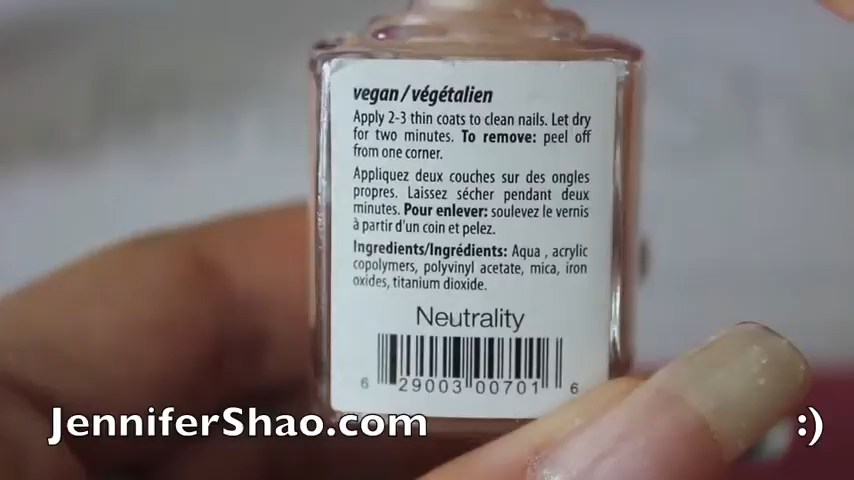 vegan/végétalien
Apply 2-3 thin coats to clean nails. Let dry
for two minutes. To remove: peel off
from one corner.
Appliquez deux couches sur des ongles
propres. Laissez sécher pendant deux
minutes. Pour enlever: soulevez le vernis
à partir d'un coin et pelez.
Ingredients/Ingrédients: Aqua , acrylic
copolymers, polyvinyl acetate, mica, iron
oxides, titanium dioxide.
Neutrality
6 29003 00701 6
JenniferShao.com :)